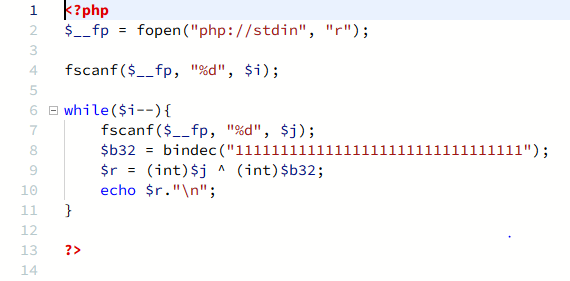 1 <?php
2 $__fp = fopen("php://stdin", "r");
3
4 fscanf($__fp, "%d", $i);
5
6 while($i--){
7 fscanf($__fp, "%d", $j);
8 $b32 = bindec("11111111111111111111111111111111");
9 $r = (int)$j ^ (int)$b32;
10 echo $r."\n";
11 }
12
13 ?>
14